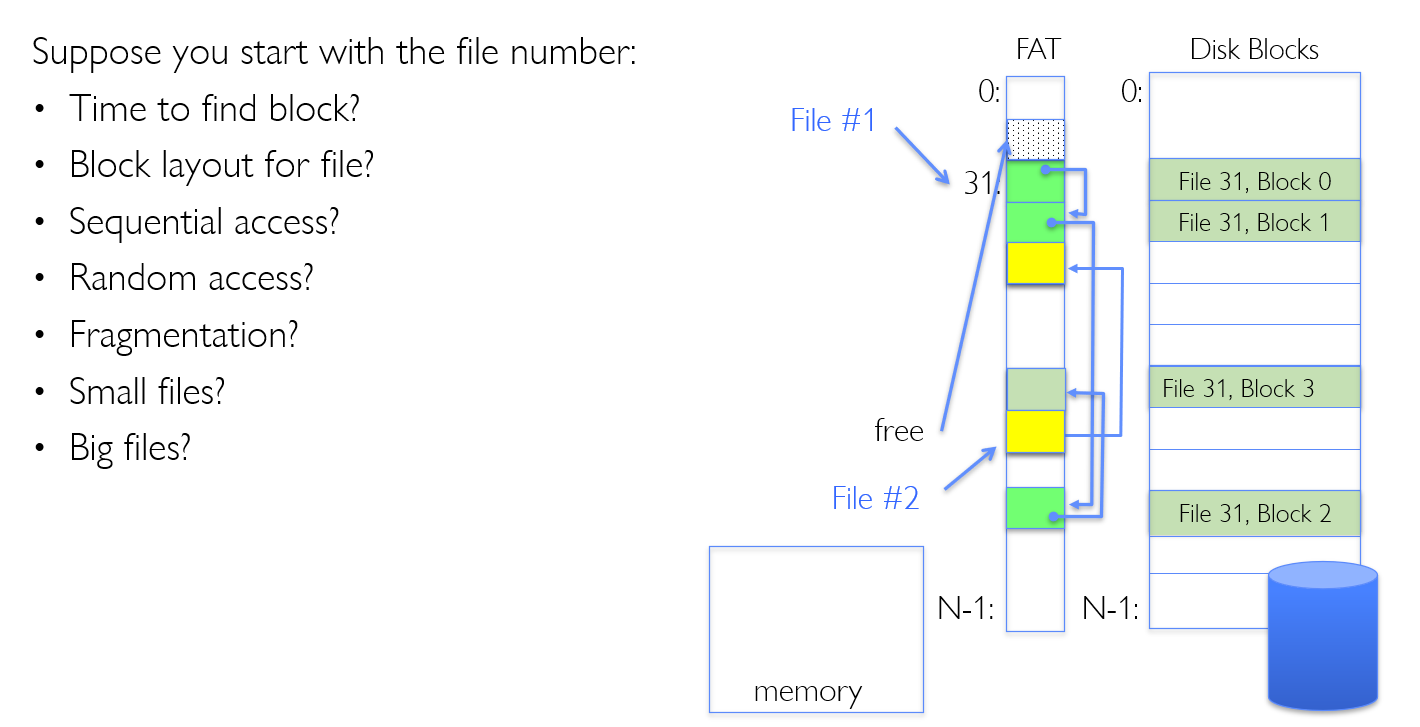 Suppose you start with the file number:
• Time to find block?
• Block layout for file?
• Sequential access?
• Random access?
• Fragmentation?
• Small files?
• Big files?
FAT
Disk Blocks
0:
0:
File #1
31:
File 31, Block 0
File 31, Block 1
File 31, Block 3
free
File #2
File 31, Block 2
N-1:
N-1:
memory